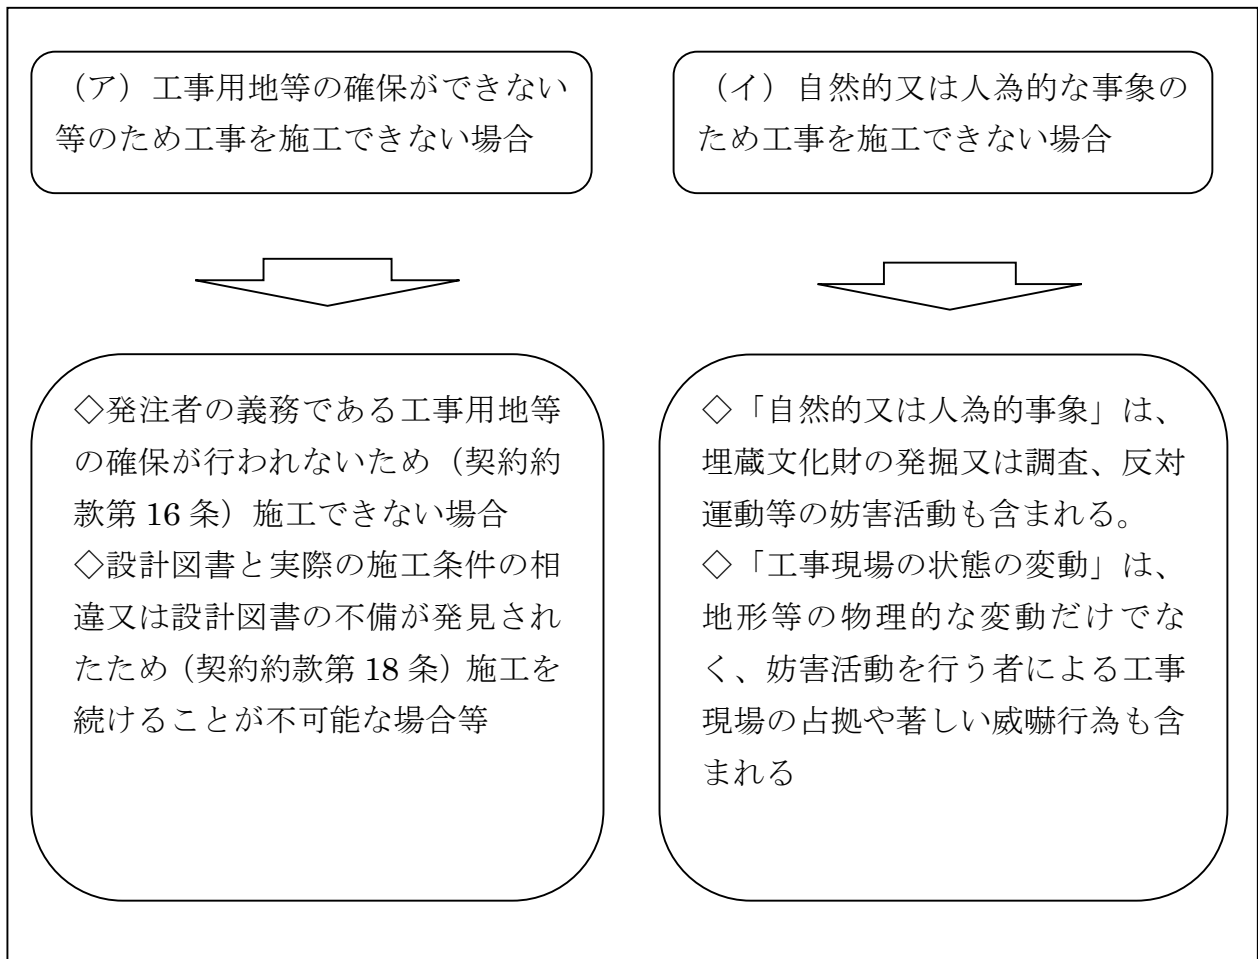 （ア）工事用地等の確保ができない
等のため工事を施工できない場合
◇発注者の義務である工事用地等
の確保が行われないため（契約約
款第 16 条）施工できない場合
◇設計図書と実際の施工条件の相
違又は設計図書の不備が発見され
たため（契約約款第 18 条）施工を
続けることが不可能な場合等
（イ）自然的又は人為的な事象の
ため工事を施工できない場合
◇「自然的又は人為的事象」は、
埋蔵文化財の発掘又は調査、反対
運動等の妨害活動も含まれる。
◇「工事現場の状態の変動」は、
地形等の物理的な変動だけでな
く、妨害活動を行う者による工事
現場の占拠や著しい威嚇行為も含
まれる